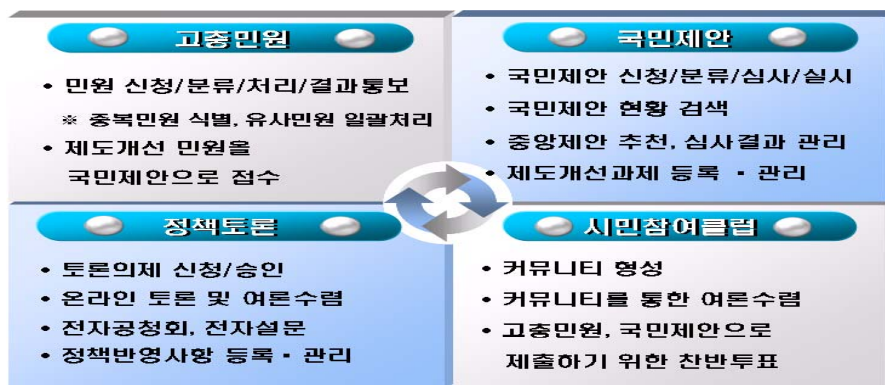 고충민원
• 민원 신청/분류/처리/결과통보
※ 중복민원 식별, 유사민원 일괄처리
• 제도개선 민원을
국민제안으로 접수
국민제안
• 국민제안 신청/분류/심사/실시
• 국민제안 현황 검색
• 중앙제안 추천, 심사결과 관리
• 제도개선과제 등록 · 관리
정책토론
• 토론의제 신청/승인
• 온라인 토론 및 여론수렴
• 전자공청회, 전자설문
• 정책반영사항 등록 · 관리
시민참여클럽
• 커뮤니티 형성
• 커뮤니티를 통한 여론수렴
• 고충민원, 국민제안으로
제출하기 위한 찬반투표